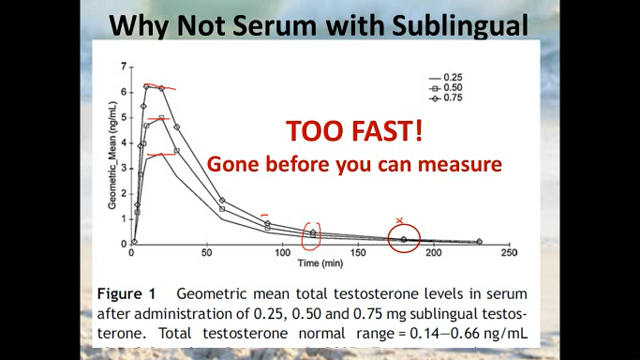 Why Not Serum with Sublingual
7
6
5
4
3
2
1
0
Geometric_Mean (ng/mL)
0.25
0.50
0.75
TOO FAST!
Gone before you can measure
0
50
100
150
200
250
Time (min)
Figure 1 Geometric mean total testosterone levels in serum
after administration of 0.25, 0.50 and 0.75 mg sublingual testos-
terone. Total testosterone normal range = 0.14–0.66 ng/mL